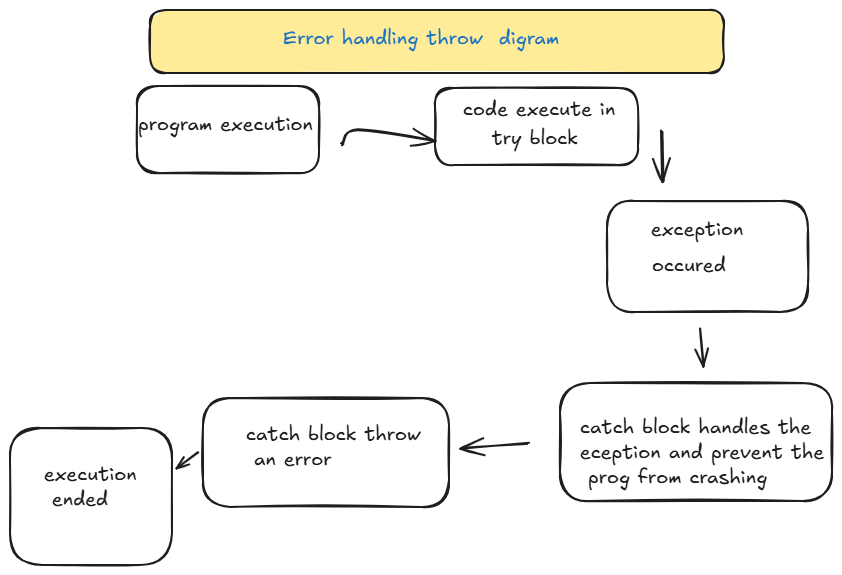 Error handling throw digram
program execution
code execute in
try block
exception
occured
catch block handles the
eception and prevent the
prog from crashing
catch block throw
an error
execution
ended